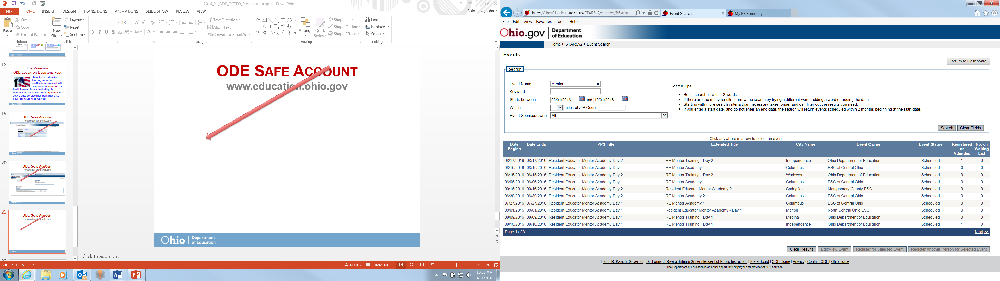 2016_04_ODE_OCTEO_Presentation.pptx - PowerPoint
FILE HOME INSERT DESIGN TRANSITIONS ANIMATIONS SLIDE SHOW REVIEW VIEW
Soloninka, John
Paste
Cut
Copy
Format Painter
Clipboard
New Slide
Layout
Reset
Section
Slides
18
B I U S abc AV Aa A
Font
Text Direction
Align Text
Convert to SmartArt
Paragraph
Arrange
Quick Styles
Shape Fill
Shape Outline
Shape Effects
Drawing
Find
Replace
Select
Editing
18
FOR VETERANS
ODE EDUCATOR LICENSURE FEES
Fees for an educator
license, permit or
certificate or renewal will
be waived for veterans of
the US armed forces including the
National Guard or Reserves. Spouses of
active duty service members may also
have licensure fees waived.
19
ODE SAFE ACCOUNT
www.education.ohio.gov
20
ODE SAFE ACCOUNT
www.education.ohio.gov
21
ODE SAFE ACCOUNT
www.education.ohio.gov
22
ODE SAFE ACCOUNT
www.education.ohio.gov
Ohio | Department
of Education
Click to add notes
SLIDE 21 OF 22
NOTES
COMMENTS
85%
10:55 AM
3/31/2016
https://dnet01.ode.state.oh.us/STARSv2/secured/P6.aspx
Event Search
My RE Summary
File Edit View Favorites Tools Help
Ohio.gov | Department
of Education
Home > STARSv2 > Event Search
Events
Return to Dashboard
Search
Event Name: Mentor
Keyword:
Starts between 03/31/2016 and 10/31/2016
Within: miles of ZIP Code:
Event Sponsor/Owner: All
Search Tips:
Begin searches with 1-2 words.
If there are too many results, narrow the search by trying a different word, adding a word or adding the date.
Starting with more search criteria than necessary takes longer and can filter out the results you need.
If you enter a start date, and do not enter an end date, the search will return events scheduled within 2 months beginning at the start date.
Search Clear Fields
Click anywhere in a row to select an event.
Date Begins Date Ends PPS Title Extended Title City Name Event Owner Event Status Registered or Attended No. on Waiting List
08/17/2016 08/17/2016 Resident Educator Mentor Academy Day 2 RE Mentor Training - Day 2 Independence Ohio Department of Education Scheduled 1 0
08/15/2016 08/15/2016 Resident Educator Mentor Academy Day 1 RE Mentor Academy 1 Columbus ESC of Central Ohio Scheduled 0 0
06/15/2016 06/15/2016 Resident Educator Mentor Academy Day 2 RE Mentor Training - Day 2 Wadsworth Ohio Department of Education Scheduled 0 0
06/06/2016 06/06/2016 Resident Educator Mentor Academy Day 1 RE Mentor Academy 1 Columbus ESC of Central Ohio Scheduled 0 0
09/16/2016 09/16/2016 Resident Educator Mentor Academy Day 2 Resident Educator Mentor Academy 2 Springfield Montgomery County ESC Scheduled 0 0
06/30/2016 06/30/2016 Resident Educator Mentor Academy Day 2 RE Mentor Academy 2 Columbus ESC of Central Ohio Scheduled 0 0
07/27/2016 07/27/2016 Resident Educator Mentor Academy Day 1 RE Mentor Academy 1 Columbus ESC of Central Ohio Scheduled 0 0
08/01/2016 08/01/2016 Resident Educator Mentor Academy Day 1 Resident Educator Mentor Academy - Day 1 Marion North Central Ohio ESC Scheduled 0 0
08/09/2016 08/09/2016 Resident Educator Mentor Academy Day 1 RE Mentor Training - Day 1 Medina Ohio Department of Education Scheduled 0 0
08/16/2016 08/16/2016 Resident Educator Mentor Academy Day 1 RE Mentor Training - Day 1 Independence Ohio Department of Education Scheduled 1 0
Page 1 of 8 Next >>
Clear Results Edit/View Event Register for Selected Event Register Another Person for Selected Event
| John R. Kasich, Governor | Dr. Lonny J. Rivera, Interim Superintendent of Public Instruction | State Board | ODE Home | Privacy | Contact ODE | Ohio Home
The Department of Education is an equal opportunity employer and provider of ADA services.